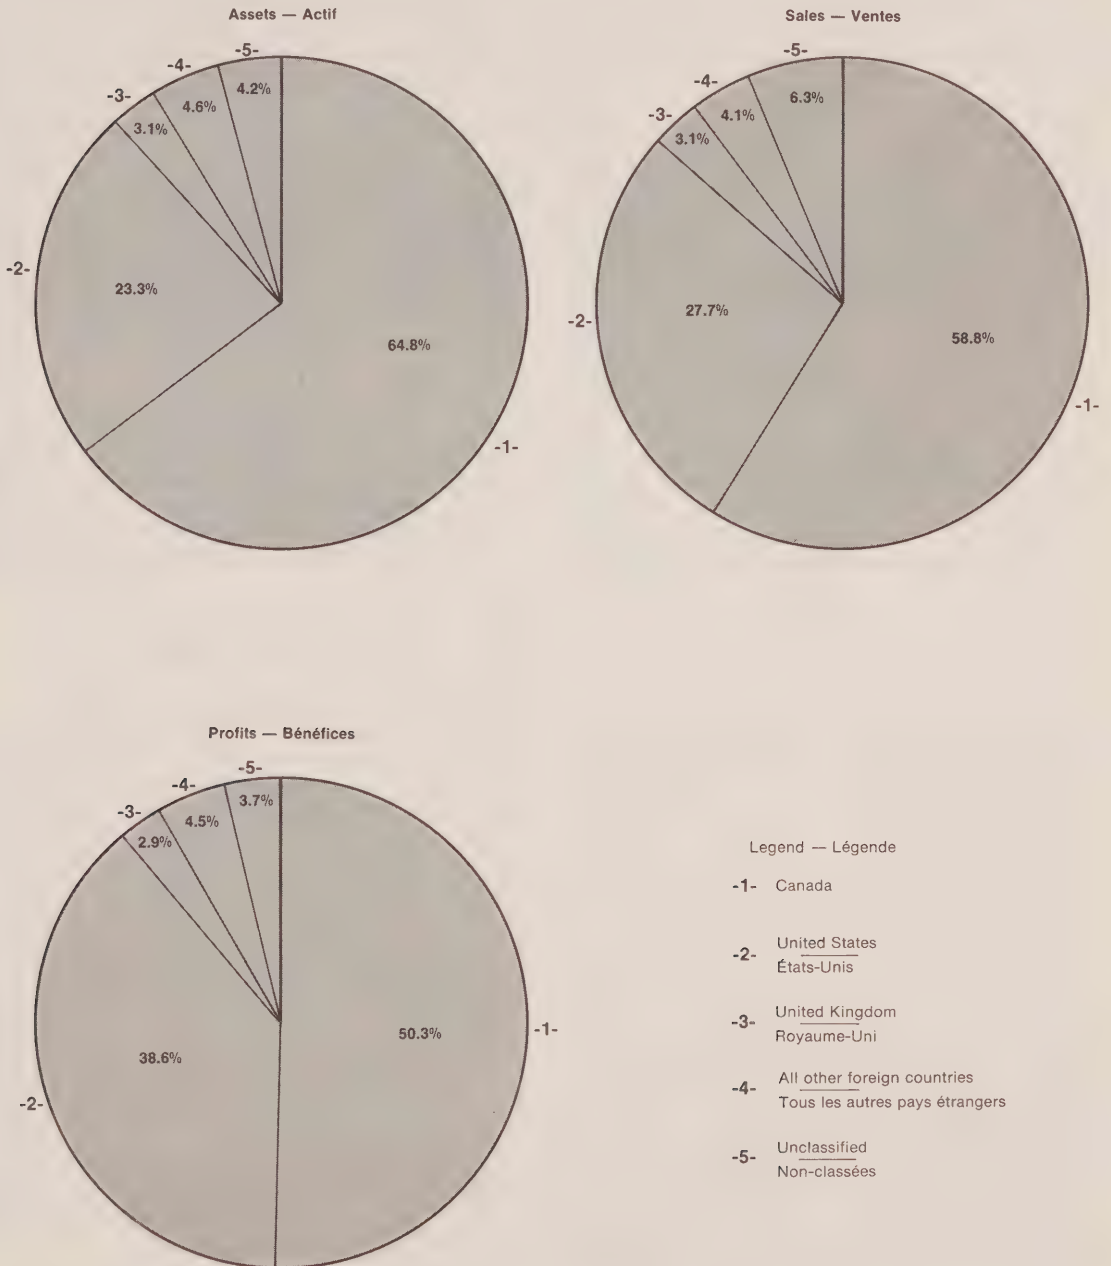 Assets — Actif
-5-
-4-
-3-
4.2%
4.6%
3.1%
-2-
23.3%
64.8%
-1-
Sales — Ventes
-5-
-4-
-3-
6.3%
4.1%
3.1%
-2-
27.7%
58.8%
-1-
Profits — Bénéfices
-5-
-4-
-3-
3.7%
4.5%
2.9%
50.3%
-1-
38.6%
-2-
Legend — Légende
-1- Canada
-2- United States
États-Unis
-3- United Kingdom
Royaume-Uni
-4- All other foreign countries
Tous les autres pays étrangers
-5- Unclassified
Non-classées